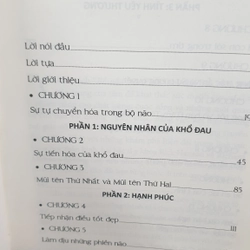 Lời nói đầu
Lời tựa
Lời giới thiệu
• CHƯƠNG 1
Sự tự chuyển hóa trong bộ não
PHẦN 1: NGUYÊN NHÂN CỦA KHỔ ĐAU
• CHƯƠNG 2
Sự tiến hóa của khổ đau 45
• CHƯƠNG 3
Mũi tên Thứ Nhất và Mũi tên Thứ Hai 85
PHẦN 2: HẠNH PHÚC
• CHƯƠNG 4
Tiếp nhận điều tốt đẹp 111
• CHƯƠNG 5
Làm dịu những phiền não